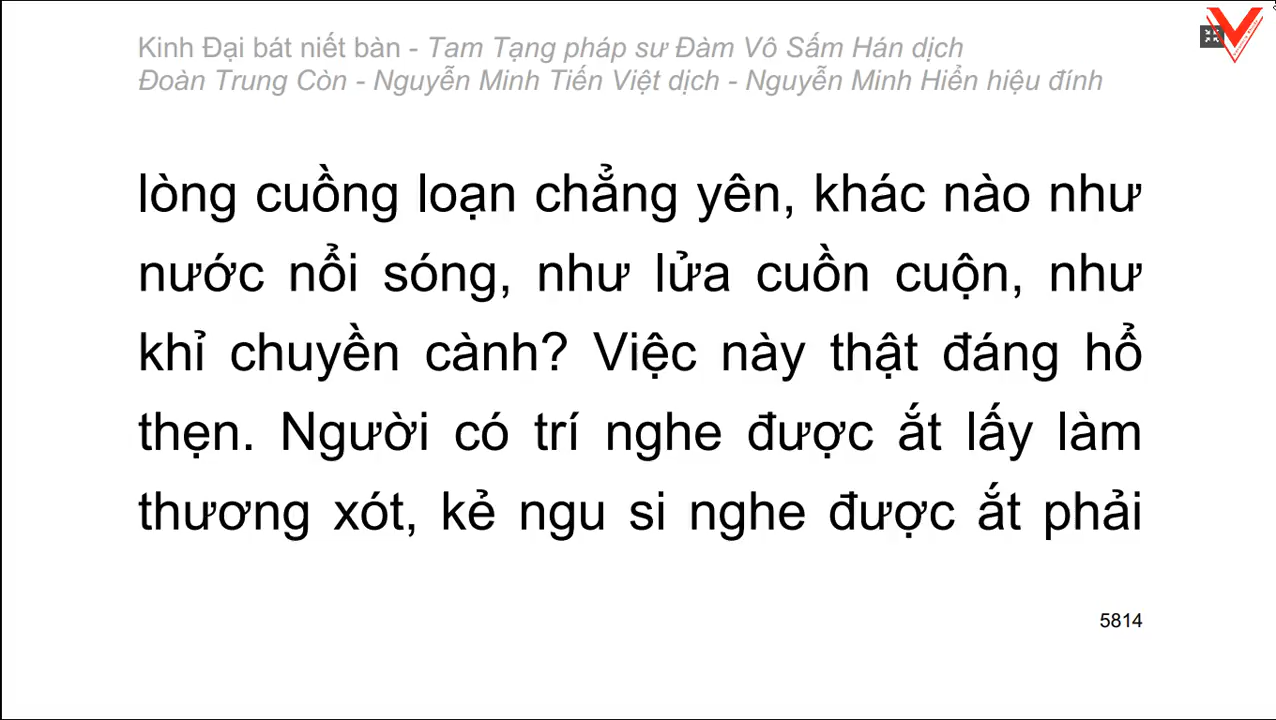 Kinh Đại bát niết bàn - Tam Tạng pháp sư Đàm Vô Sấm Hán dịch
Đoàn Trung Còn - Nguyễn Minh Tiến Việt dịch - Nguyễn Minh Hiển hiệu đính
lòng cuồng loạn chẳng yên, khác nào như
nước nổi sóng, như lửa cuồn cuộn, như
khỉ chuyền cành? Việc này thật đáng hổ
thẹn. Người có trí nghe được ắt lấy làm
thương xót, kẻ ngu si nghe được ắt phải
5814